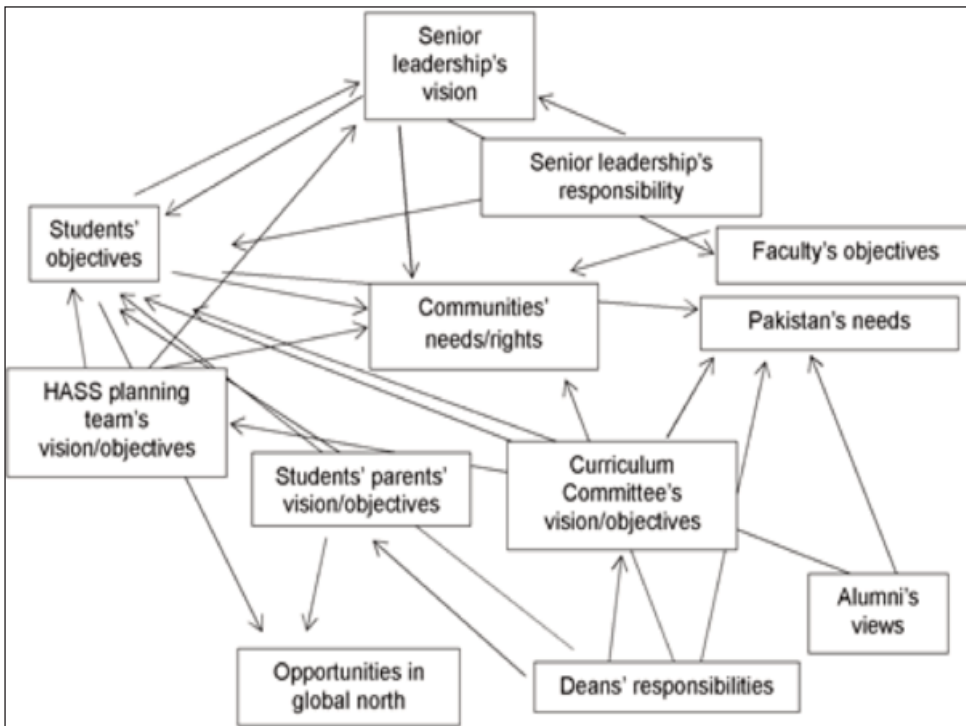 Senior
leadership's
vision
Senior leadership's
responsibility
Students'
objectives
Faculty's objectives
Communities'
needs/rights
Pakistan's needs
HASS planning
team's
vision/objectives
Students' parents'
vision/objectives
Curriculum
Committee's
vision/objectives
Alumni's
views
Opportunities in
global north
Deans' responsibilities